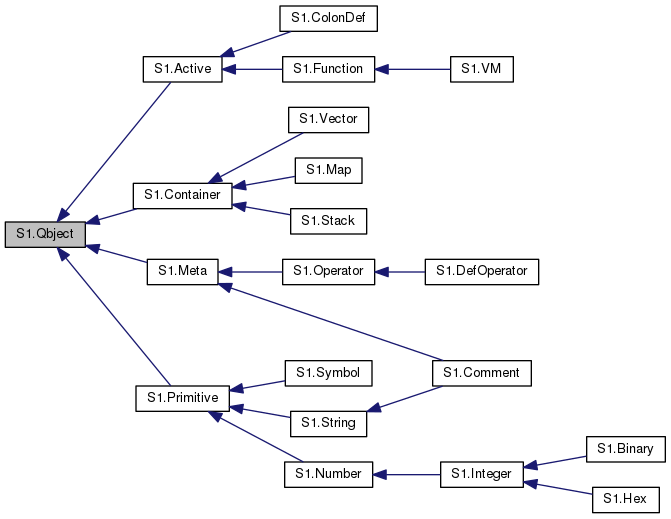 S1.ColonDef
S1.Active
S1.Function
S1.VM
S1.Vector
S1.Map
S1.Container
S1.Stack
S1.Qbject
S1.Meta
S1.Operator
S1.DefOperator
S1.Symbol
S1.Comment
S1.Primitive
S1.String
S1.Number
S1.Integer
S1.Binary
S1.Hex